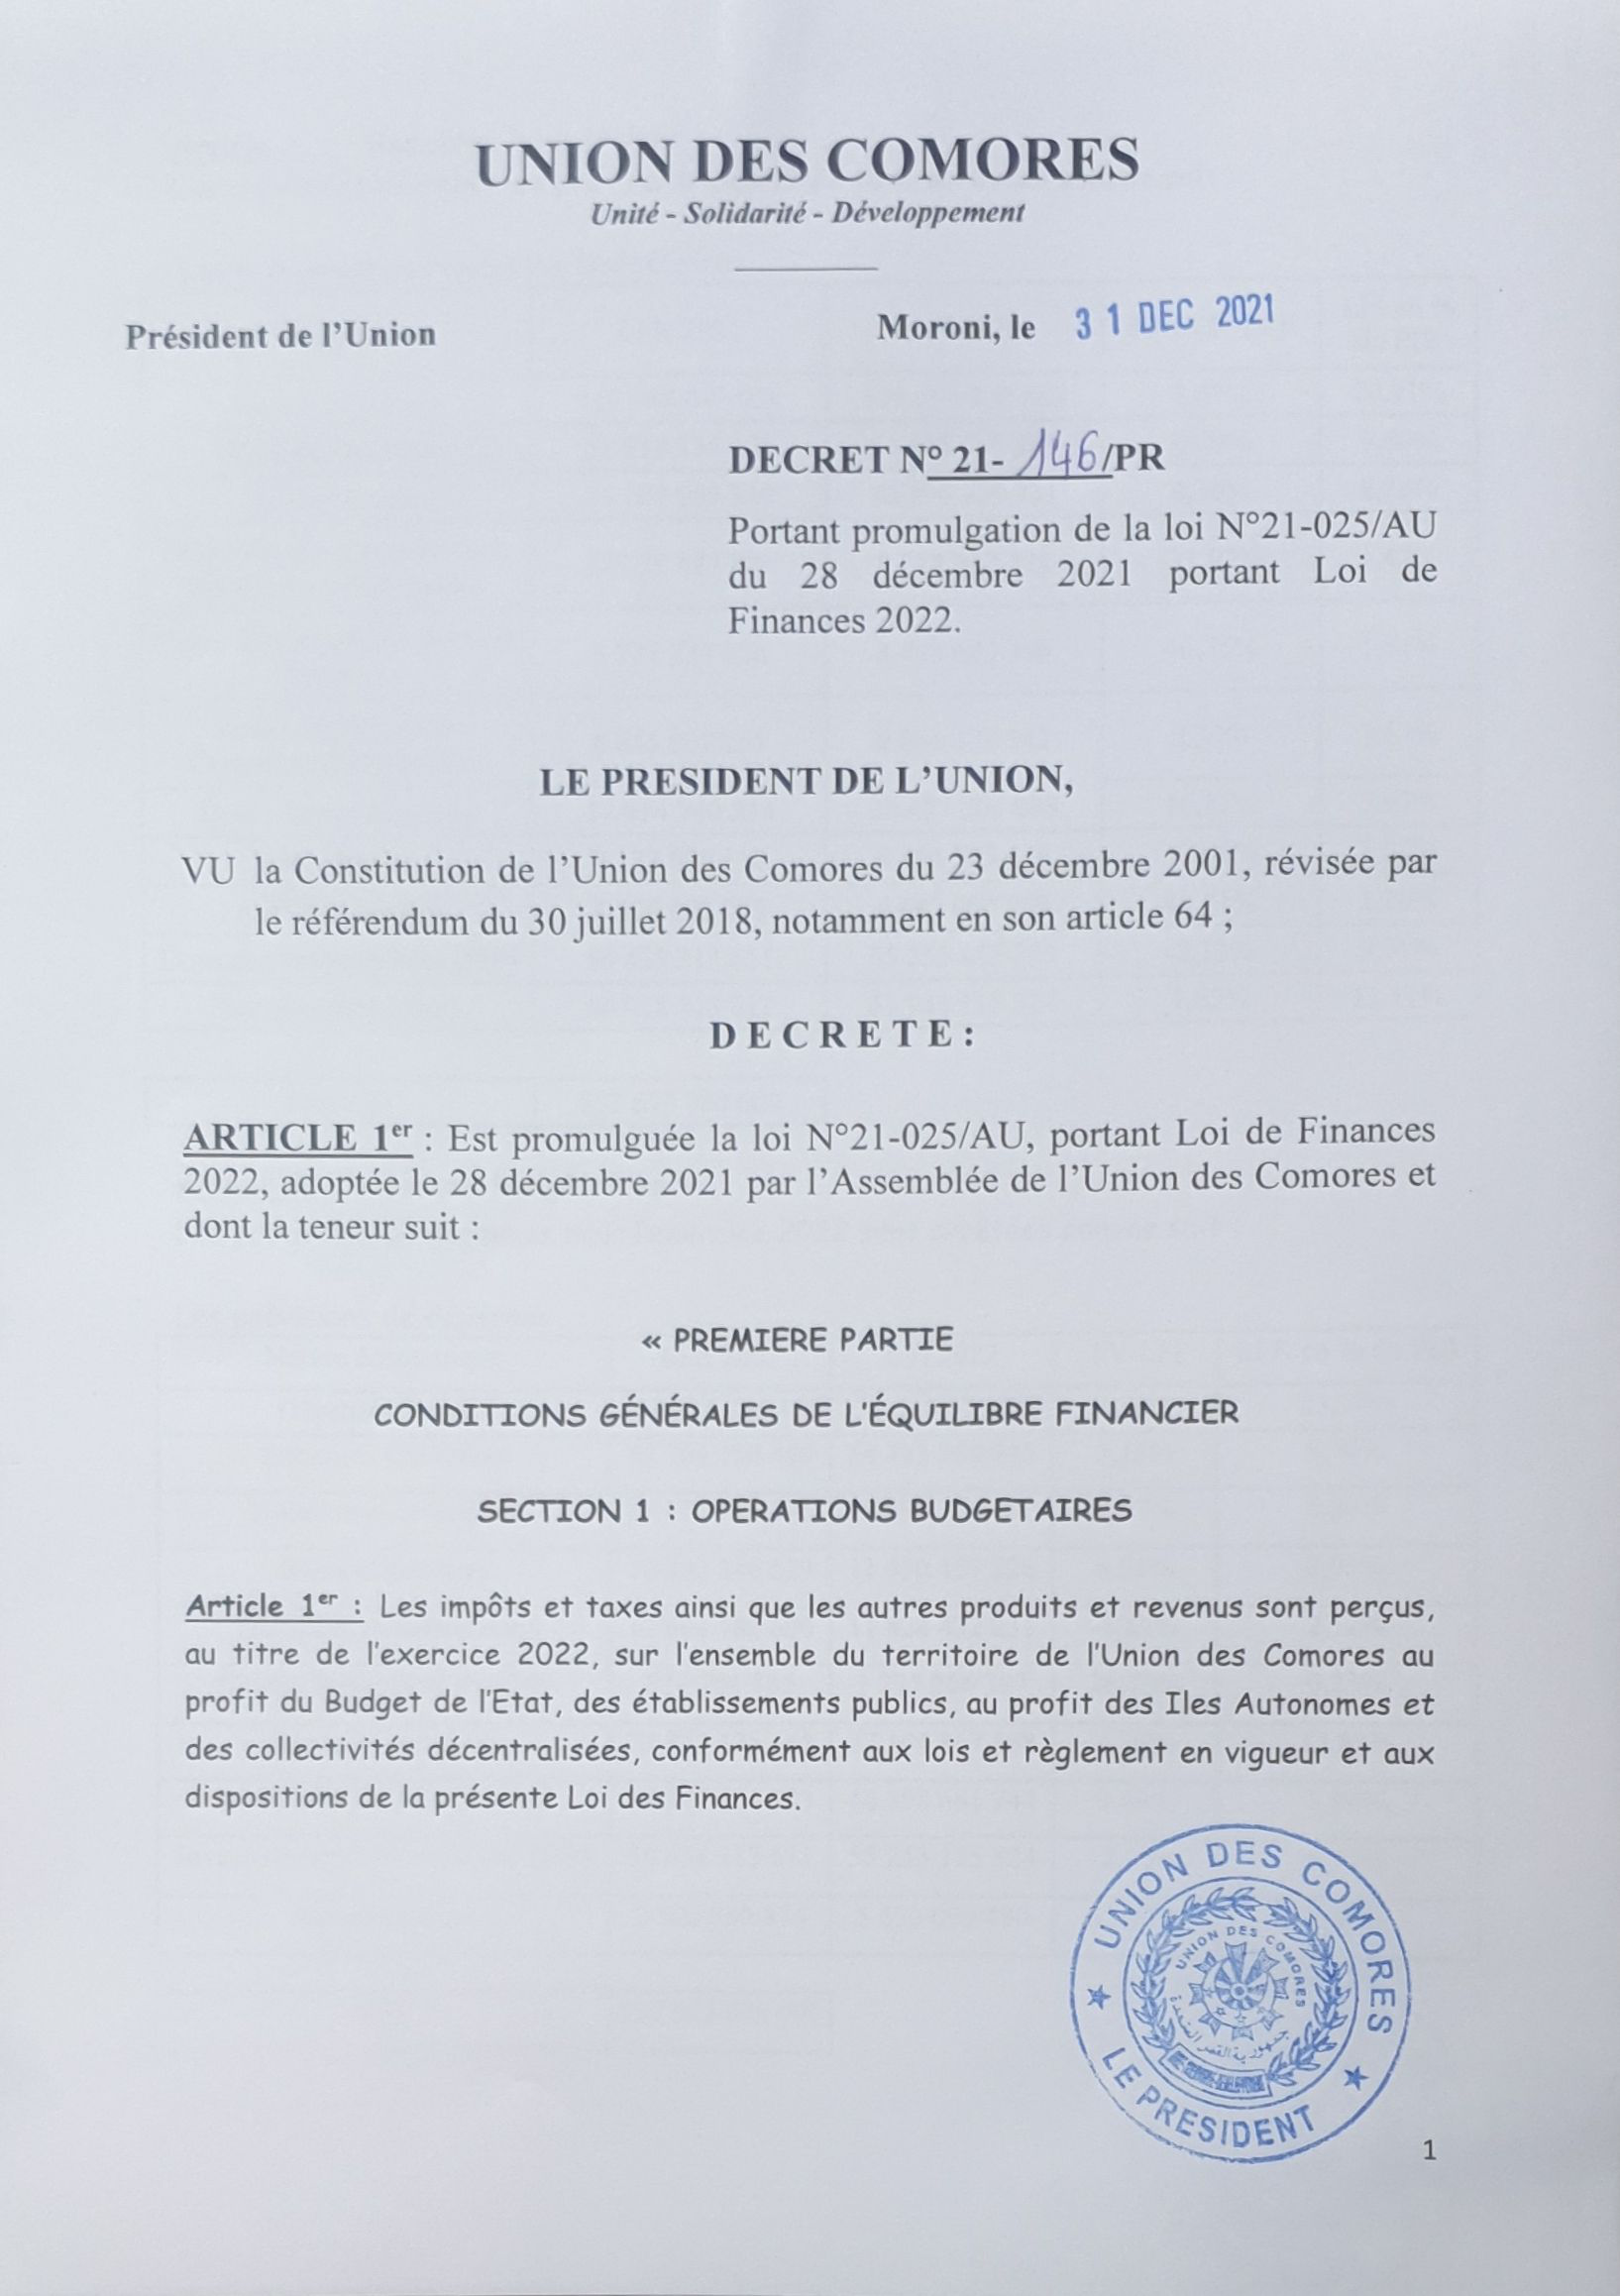 UNION DES COMORES
Unité - Solidarité - Développement
Président de l'Union
Moroni, le 31 DEC 2021
DECRET N° 21- 146/PR
Portant promulgation de la loi N°21-025/AU
du 28 décembre 2021 portant Loi de
Finances 2022.
LE PRESIDENT DE L'UNION,
VU la Constitution de l'Union des Comores du 23 décembre 2001, révisée par
le référendum du 30 juillet 2018, notamment en son article 64 ;
D E C R E T E :
ARTICLE 1er : Est promulguée la loi N°21-025/AU, portant Loi de Finances
2022, adoptée le 28 décembre 2021 par l'Assemblée de l'Union des Comores et
dont la teneur suit :
« PREMIERE PARTIE
CONDITIONS GÉNÉRALES DE L'ÉQUILIBRE FINANCIER
SECTION 1 : OPERATIONS BUDGETAIRES
Article 1er : Les impôts et taxes ainsi que les autres produits et revenus sont perçus,
au titre de l'exercice 2022, sur l'ensemble du territoire de l'Union des Comores au
profit du Budget de l'Etat, des établissements publics, au profit des Iles Autonomes et
des collectivités décentralisées, conformément aux lois et règlement en vigueur et aux
dispositions de la présente Loi des Finances.
UNION DES COMORES
UNION DES COMORES
LE PRESIDENT
1